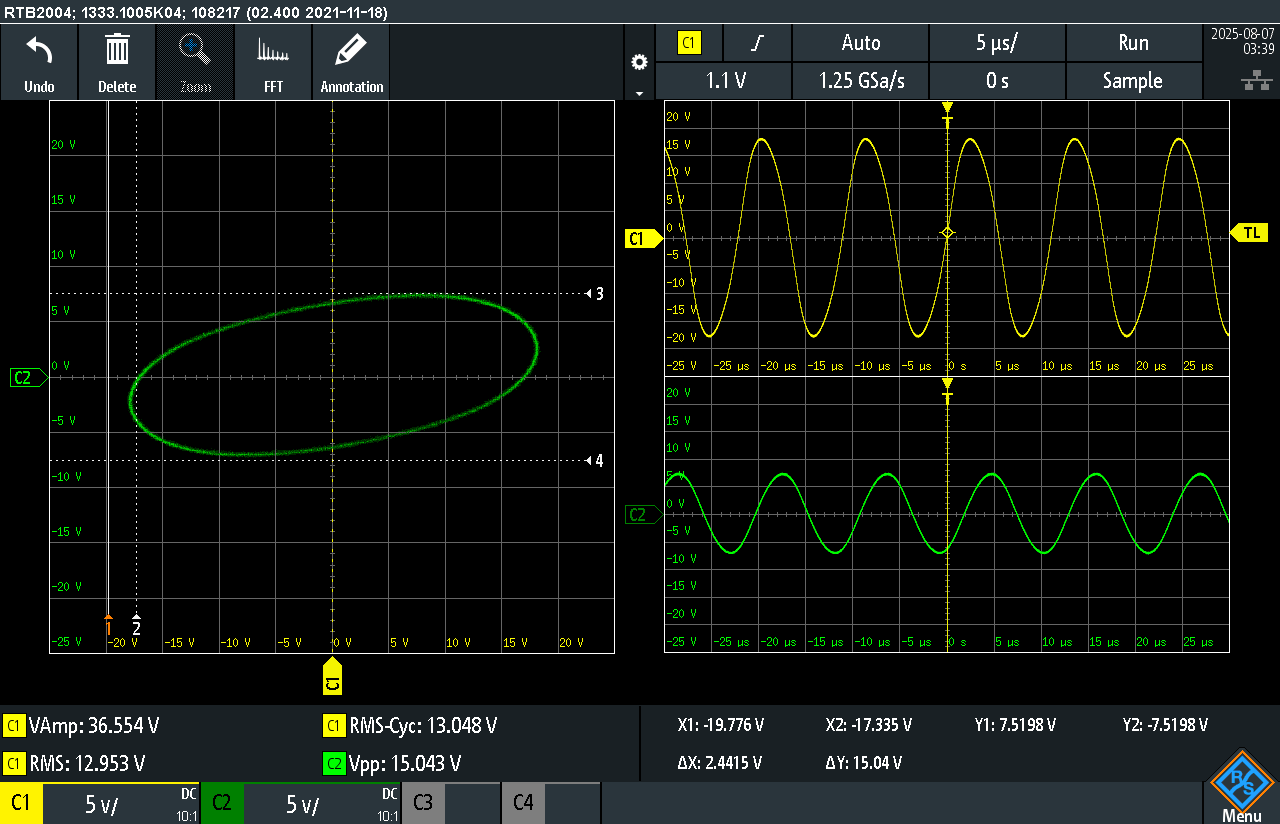 RTB2004; 1333.1005K04; 108217 (02.400 2021-11-18)
Undo Delete Zoom FFT Annotation
C1 Auto 5 µs/ Run
1.1 V 1.25 GSa/s 0 s Sample
2025-08-07
03:39
20 V
15 V
10 V
5 V
0 V
-5 V
-10 V
-15 V
-20 V
-25 V -20 V -15 V -10 V -5 V 0 V 5 V 10 V 15 V 20 V
C2
3
4
1 2
C1
20 V
15 V
10 V
5 V
0 V
-5 V
-10 V
-15 V
-20 V
-25 V -25 µs -20 µs -15 µs -10 µs -5 µs 0 s 5 µs 10 µs 15 µs 20 µs 25 µs
C1
T
TL
20 V
15 V
10 V
5 V
0 V
-5 V
-10 V
-15 V
-20 V
-25 V -25 µs -20 µs -15 µs -10 µs -5 µs 0 s 5 µs 10 µs 15 µs 20 µs 25 µs
C2
T
C1 VAmp: 36.554 V C1 RMS-Cyc: 13.048 V
C1 RMS: 12.953 V C2 Vpp: 15.043 V
X1: -19.776 V X2: -17.335 V Y1: 7.5198 V Y2: -7.5198 V
ΔX: 2.4415 V ΔY: 15.04 V
C1 5 V/ DC 10:1 C2 5 V/ DC 10:1 C3 C4
R S
Menu